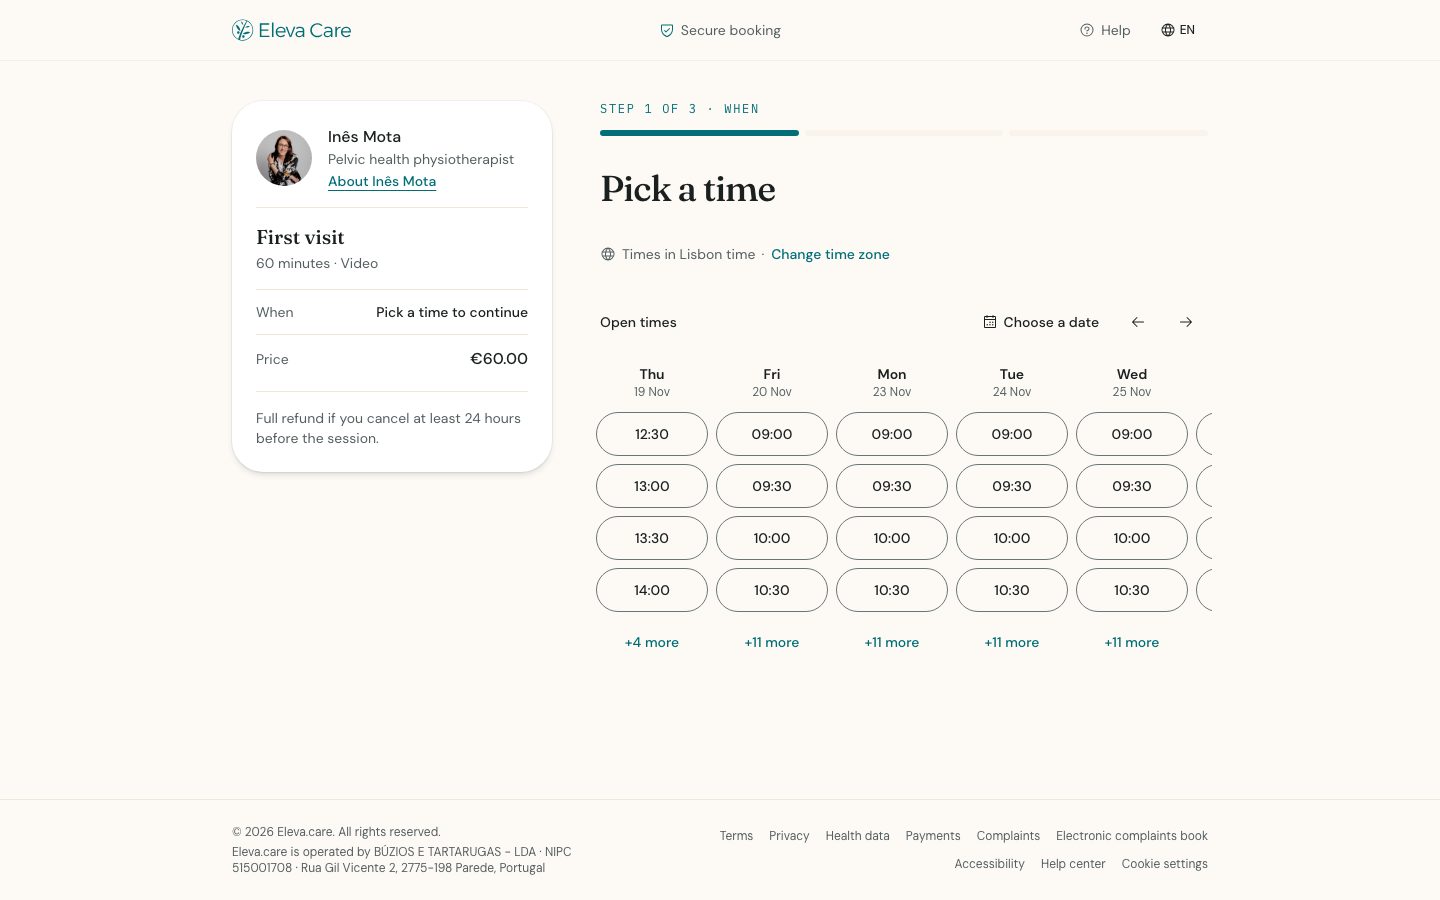 Eleva Care
Secure booking
Help
EN
Inês Mota
Pelvic health physiotherapist
About Inês Mota
First visit
60 minutes · Video
When Pick a time to continue
Price €60.00
Full refund if you cancel at least 24 hours
before the session.
STEP 1 OF 3 · WHEN
Pick a time
Times in Lisbon time · Change time zone
Open times
Choose a date
Thu Fri Mon Tue Wed
19 Nov 20 Nov 23 Nov 24 Nov 25 Nov
12:30 09:00 09:00 09:00 09:00
13:00 09:30 09:30 09:30 09:30
13:30 10:00 10:00 10:00 10:00
14:00 10:30 10:30 10:30 10:30
+4 more +11 more +11 more +11 more +11 more
© 2026 Eleva.care. All rights reserved.
Eleva.care is operated by BÚZIOS E TARTARUGAS – LDA · NIPC
515001708 · Rua Gil Vicente 2, 2775-198 Parede, Portugal
Terms Privacy Health data Payments Complaints Electronic complaints book
Accessibility Help center Cookie settings